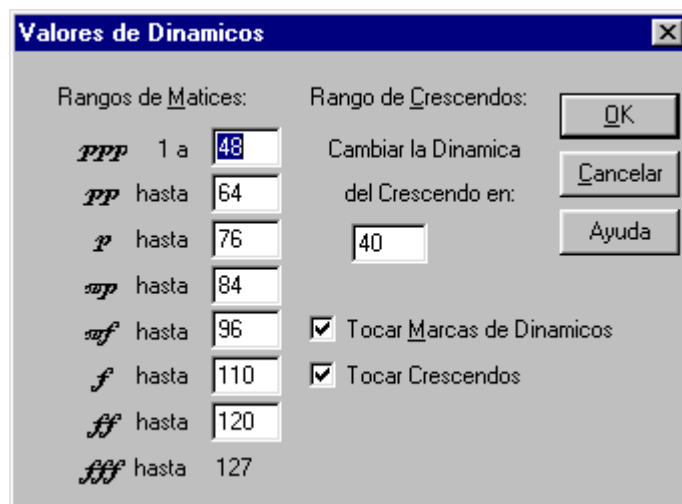 Valores de Dinamicos
Rangos de Matices:
ppp 1 a 48
pp hasta 64
p hasta 76
mp hasta 84
mf hasta 96
f hasta 110
ff hasta 120
fff hasta 127
Rango de Crescendos:
Cambiar la Dinamica
del Crescendo en:
40
Tocar Marcas de Dinamicos
Tocar Crescendos
OK
Cancelar
Ayuda